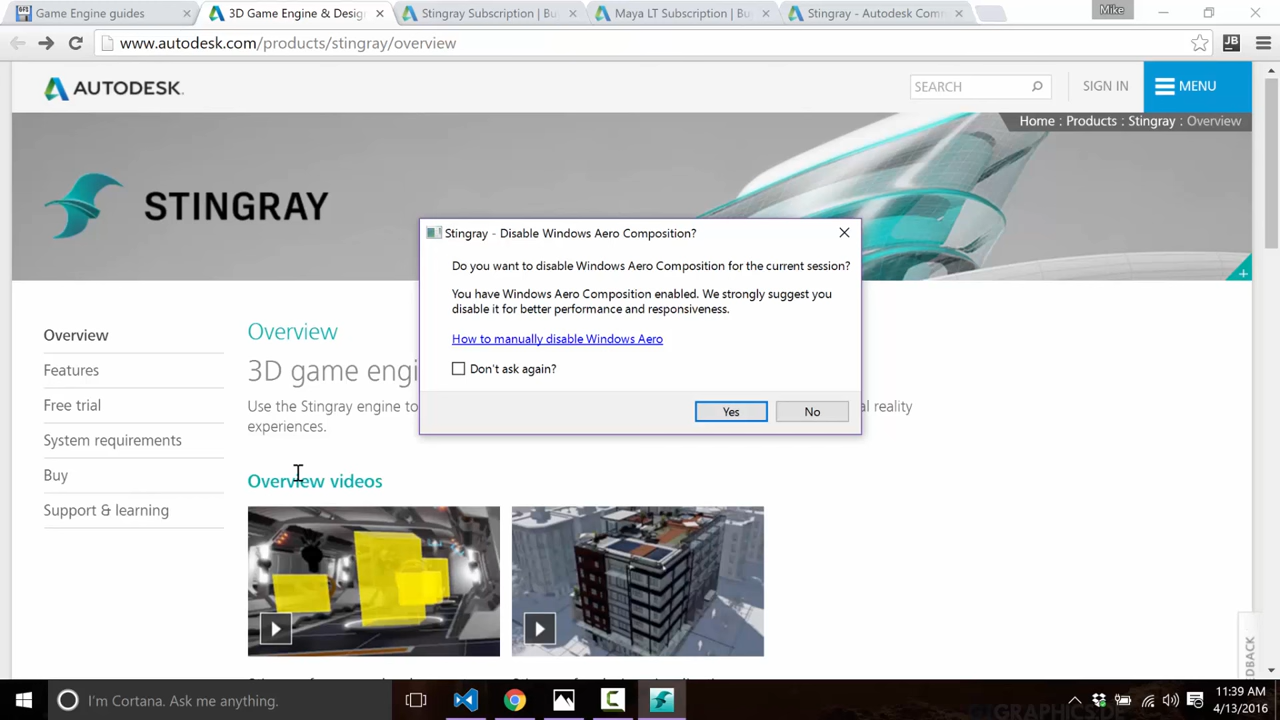 Game Engine guides
3D Game Engine & Desig
Stingray Subscription | Bu
Maya LT Subscription | Bu
Stingray - Autodesk Com
Mike
www.autodesk.com/products/stingray/overview
JB
AUTODESK.
SEARCH
SIGN IN
MENU
Home : Products : Stingray : Overview
STINGRAY
Stingray - Disable Windows Aero Composition?
Do you want to disable Windows Aero Composition for the current session?
You have Windows Aero Composition enabled. We strongly suggest you
disable it for better performance and responsiveness.
How to manually disable Windows Aero
Don't ask again?
Yes
No
Overview
Features
Free trial
System requirements
Buy
Support & learning
Overview
3D game engi
Use the Stingray engine to
al reality
experiences.
Overview videos
I'm Cortana. Ask me anything.
11:39 AM
4/13/2016